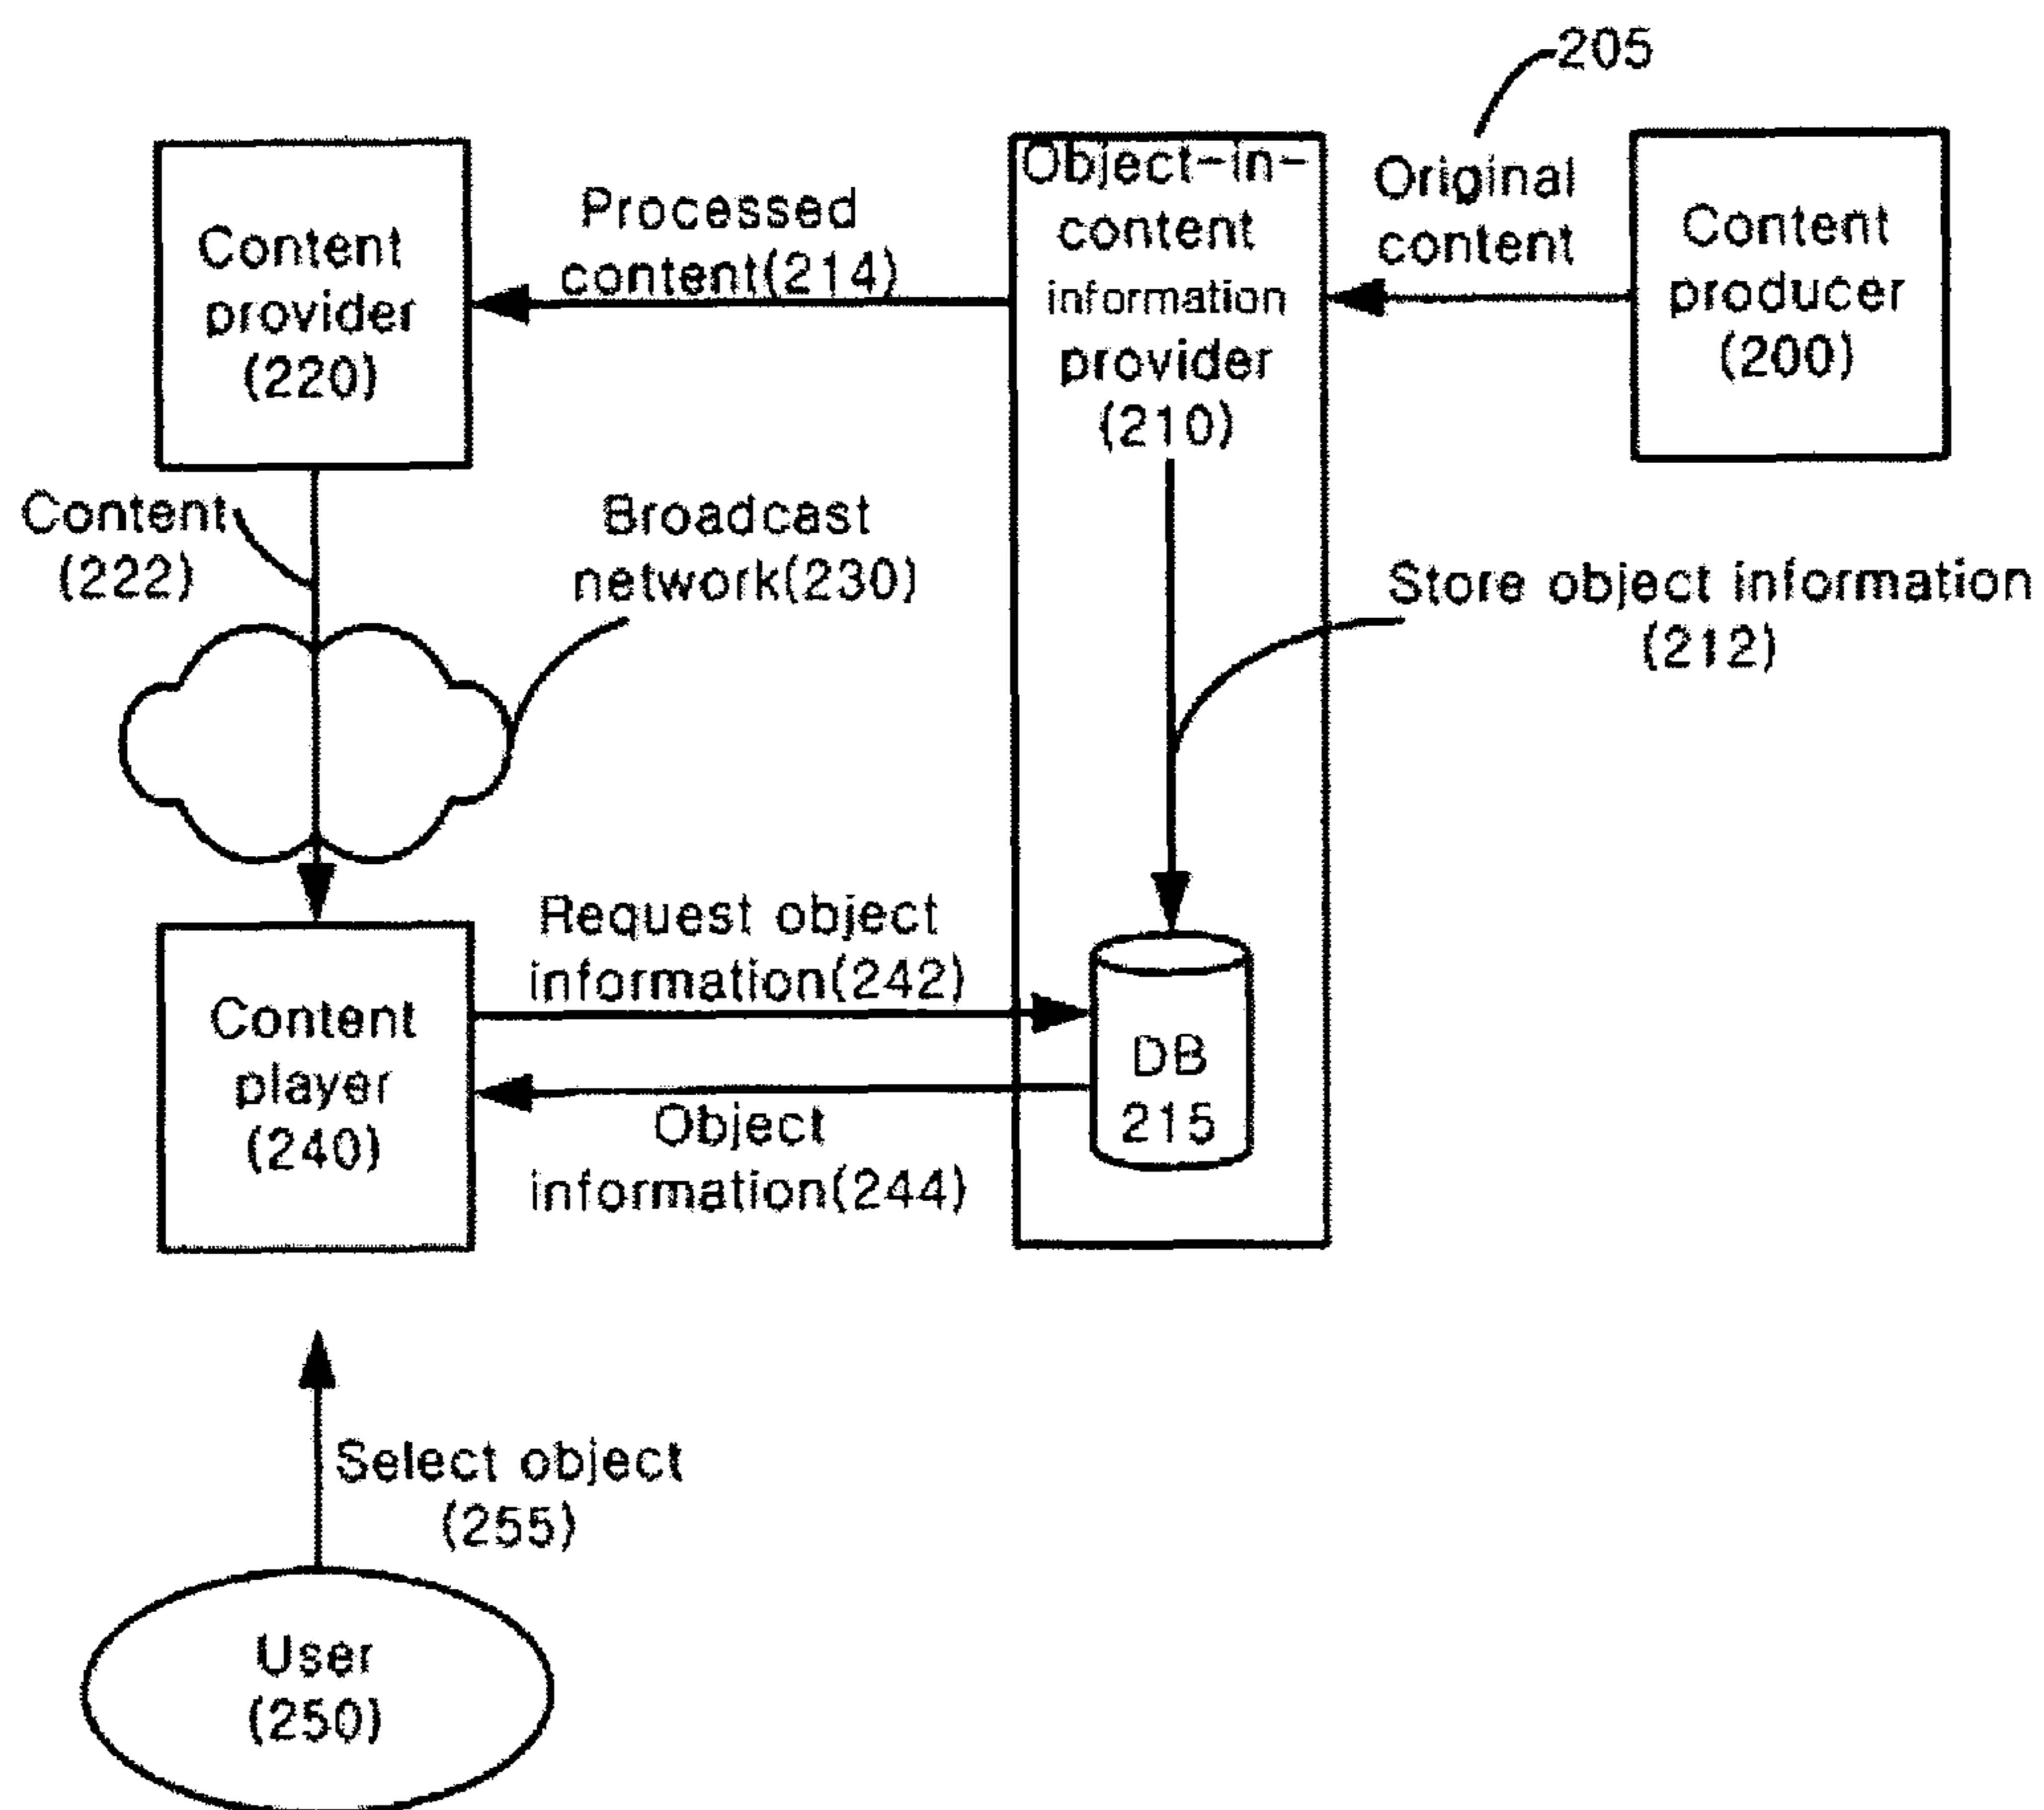 205
Content
provider
(220)
Processed
content(214)
Object-in-
content
information
provider
(210)
Original
content
Content
producer
(200)
Content
(222)
Broadcast
network(230)
Store object information
(212)
Request object
information(242)
Content
player
(240)
DB
215
Object
information(244)
Select object
(255)
User
(250)